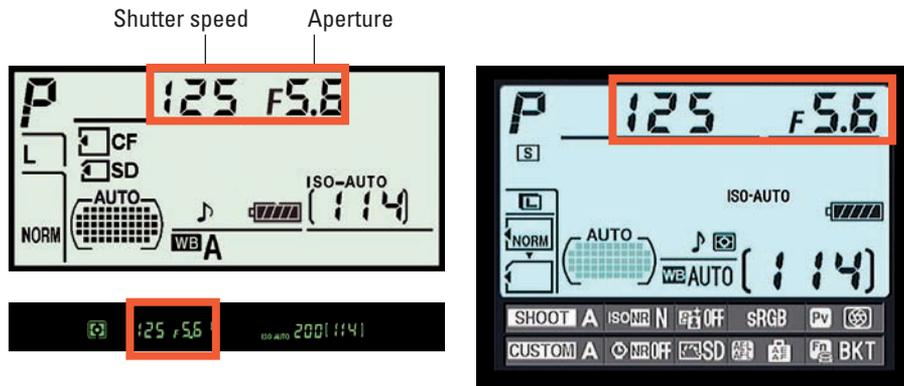 Shutter speed Aperture
P 125 F5.6
L
CF
SD
AUTO
NORM
WB A
ISO-AUTO
(114)
125 F5.6
ISO AUTO 200(114)
P 125 F5.6
S
L
NORM
AUTO
ISO-AUTO
WB AUTO (114)
SHOOT A ISO NR N OFF sRGB Pv
CUSTOM A NR OFF SD Fn BKT